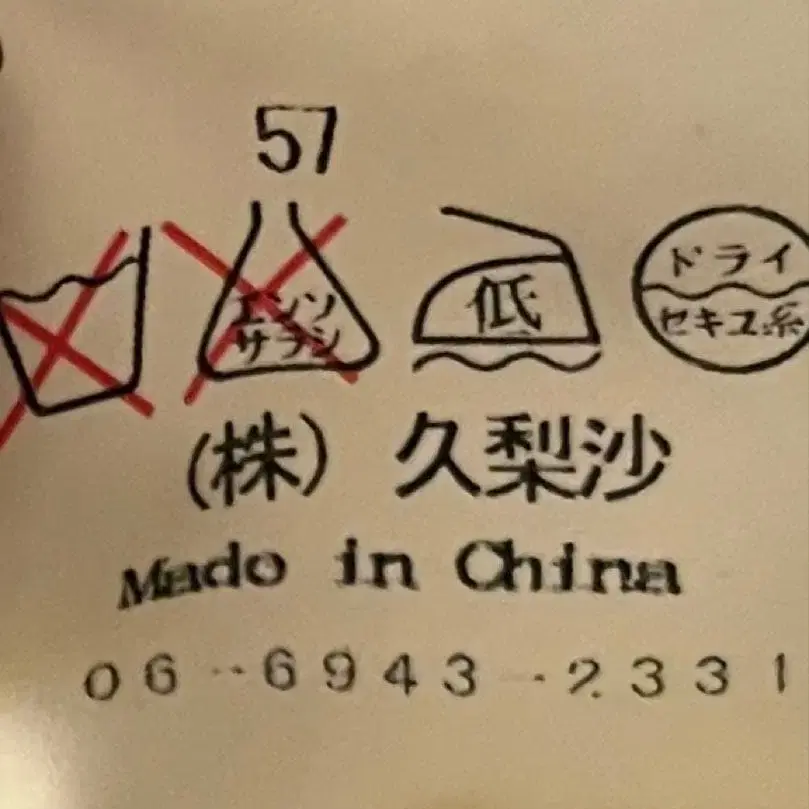 57
エンソ
サラシ
低
ドライ
セキユ系
(株) 久梨沙
Mado in China
06-6943-2331